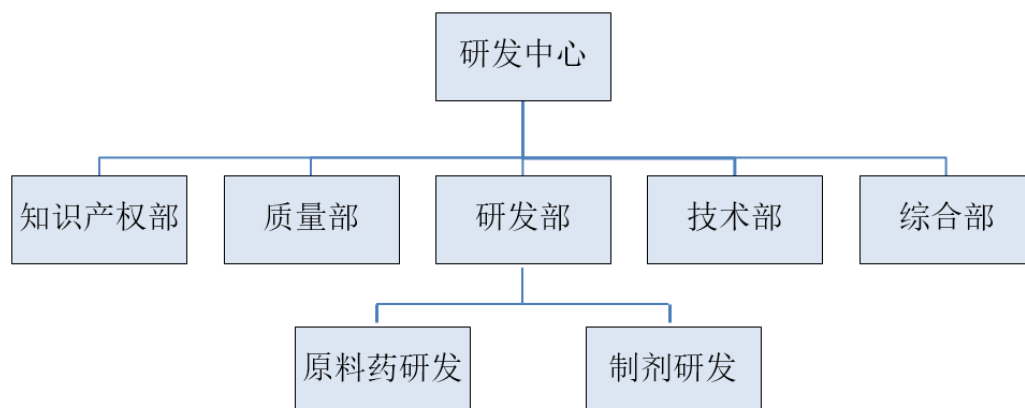 研发中心
知识产权部
质量部
研发部
技术部
综合部
原料药研发
制剂研发